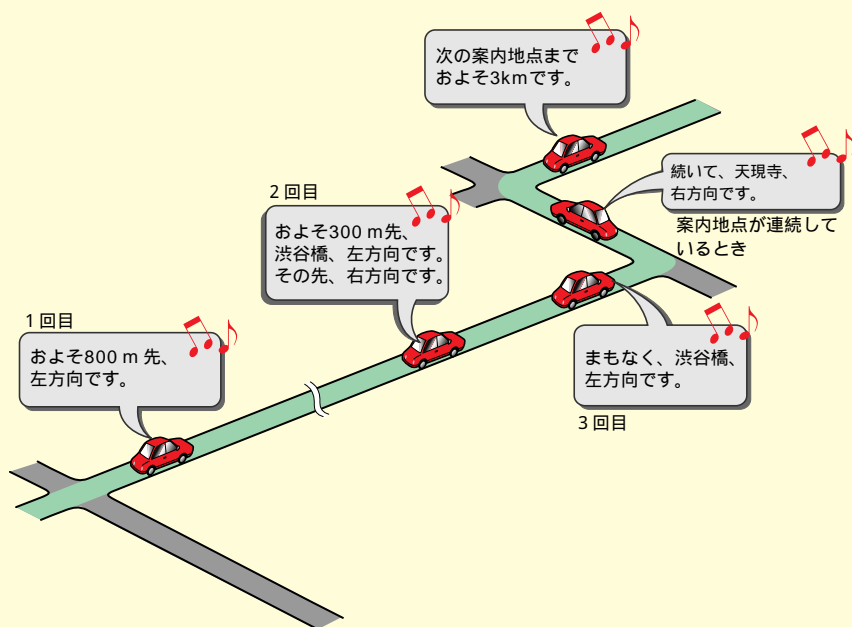 次の案内地点まで
およそ3kmです。
続いて、天現寺、
右方向です。
案内地点が連続して
いるとき
2回目
およそ300 m先、
渋谷橋、左方向です。
その先、右方向です。
1回目
およそ800 m 先、
左方向です。
まもなく、渋谷橋、
左方向です。
3回目